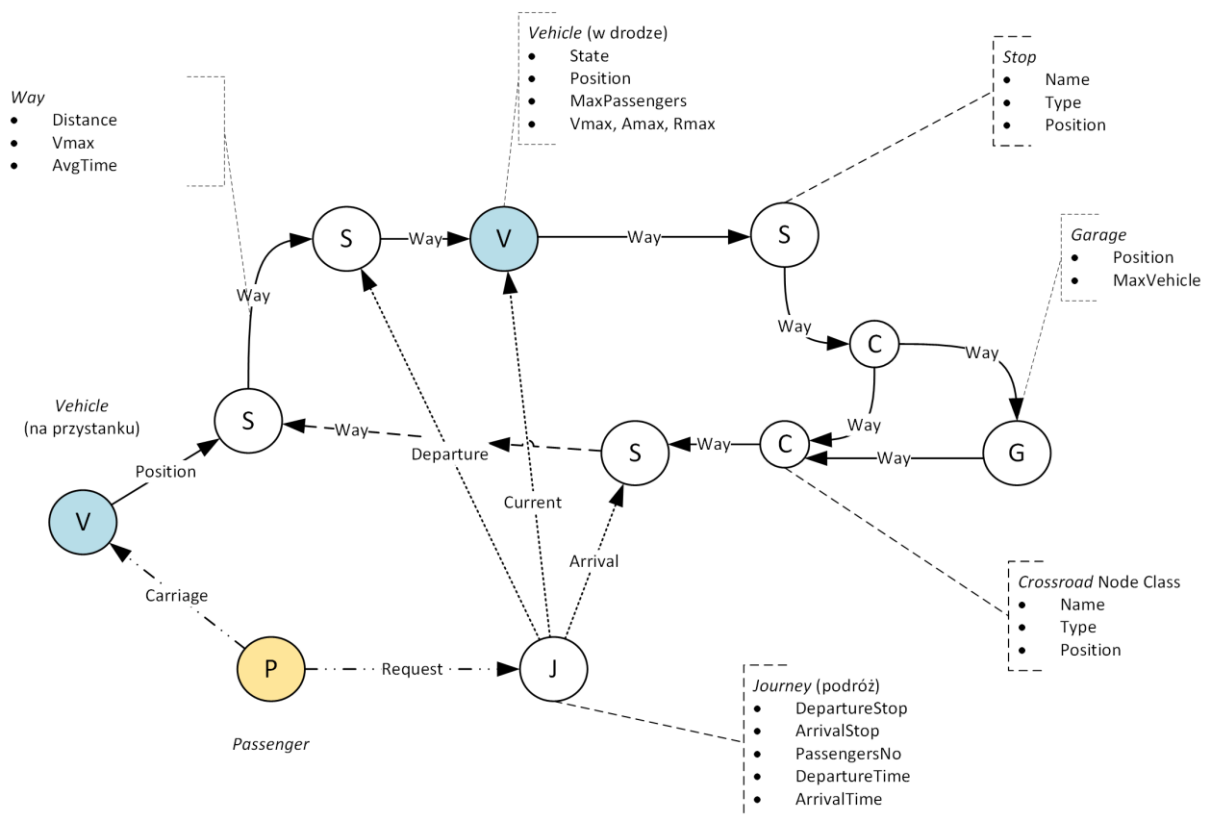 Vehicle (w drodze)
• State
• Position
• MaxPassengers
• Vmax, Amax, Rmax
Stop
• Name
• Type
• Position
Way
• Distance
• Vmax
• AvgTime
Garage
• Position
• MaxVehicle
S
Way
V
Way
S
Way
Way
C
Way
Vehicle
(na przystanku)
S
Way
Way
Departure
S
Way
C
Way
G
Position
V
Current
Arrival
Carriage
Crossroad Node Class
• Name
• Type
• Position
P
Request
J
Passenger
Journey (podróż)
• DepartureStop
• ArrivalStop
• PassengersNo
• DepartureTime
• ArrivalTime